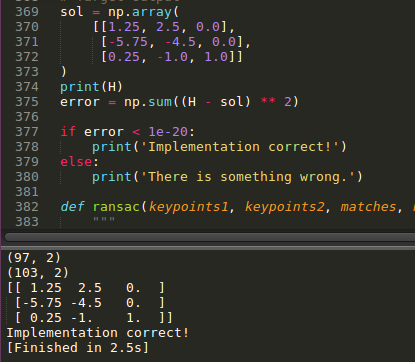 369 sol = np.array(
370 [[1.25, 2.5, 0.0],
371 [-5.75, -4.5, 0.0],
372 [0.25, -1.0, 1.0]]
373 )
374 print(H)
375 error = np.sum((H - sol) ** 2)
376
377 if error < 1e-20:
378 print('Implementation correct!')
379 else:
380 print('There is something wrong.')
381
382 def ransac(keypoints1, keypoints2, matches,
383 """
(97, 2)
(103, 2)
[[ 1.25 2.5 0. ]
[-5.75 -4.5 0. ]
[ 0.25 -1. 1. ]]
Implementation correct!
[Finished in 2.5s]